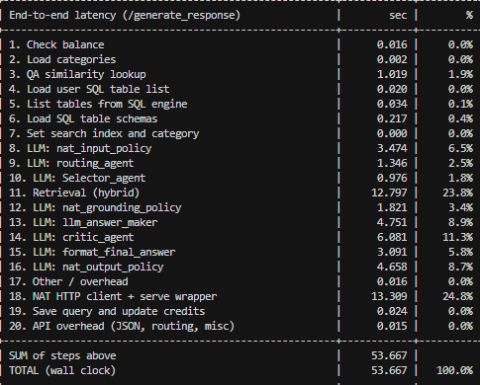 | End-to-end latency (/generate_response) | sec | % |
| 1. Check balance | 0.016 | 0.0%
| 2. Load categories | 0.002 | 0.0%
| 3. QA similarity lookup | 1.019 | 1.9%
| 4. Load user SQL table list | 0.020 | 0.0%
| 5. List tables from SQL engine | 0.034 | 0.1%
| 6. Load SQL table schemas | 0.217 | 0.4%
| 7. Set search index and category | 0.000 | 0.0%
| 8. LLM: nat_input_policy | 3.474 | 6.5%
| 9. LLM: routing_agent | 1.346 | 2.5%
| 10. LLM: Selector_agent | 0.976 | 1.8%
| 11. Retrieval (hybrid) | 12.797 | 23.8%
| 12. LLM: nat_grounding_policy | 1.821 | 3.4%
| 13. LLM: llm_answer_maker | 4.751 | 8.9%
| 14. LLM: critic_agent | 6.081 | 11.3%
| 15. LLM: format_final_answer | 3.091 | 5.8%
| 16. LLM: nat_output_policy | 4.658 | 8.7%
| 17. Other / overhead | 0.016 | 0.0%
| 18. NAT HTTP client + serve wrapper | 13.309 | 24.8%
| 19. Save query and update credits | 0.024 | 0.0%
| 20. API overhead (JSON, routing, misc) | 0.015 | 0.0%
| SUM of steps above | 53.667 |
| TOTAL (wall clock) | 53.667 | 100.0%